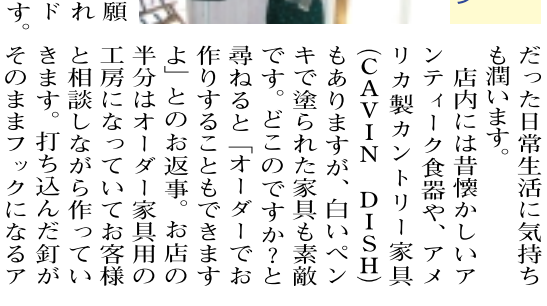 だった日常生活に気持ち
も潤います。
　店内には昔懐かしいア
ンティーク食器や、アメ
リカ製カントリー家具
（CAVIN　DISH）
もありますが、白いペン
キで塗られた家具も素敵
です。どこのですか？と
尋ねると「オーダーでお
作りすることもできます
よ」とのお返事。お店の
半分はオーダー家具用の
工房になっていてお客様
と相談しながら作ってい
きます。打ち込んだ釘が
そのままフックになるア
願
れ
ド
す。